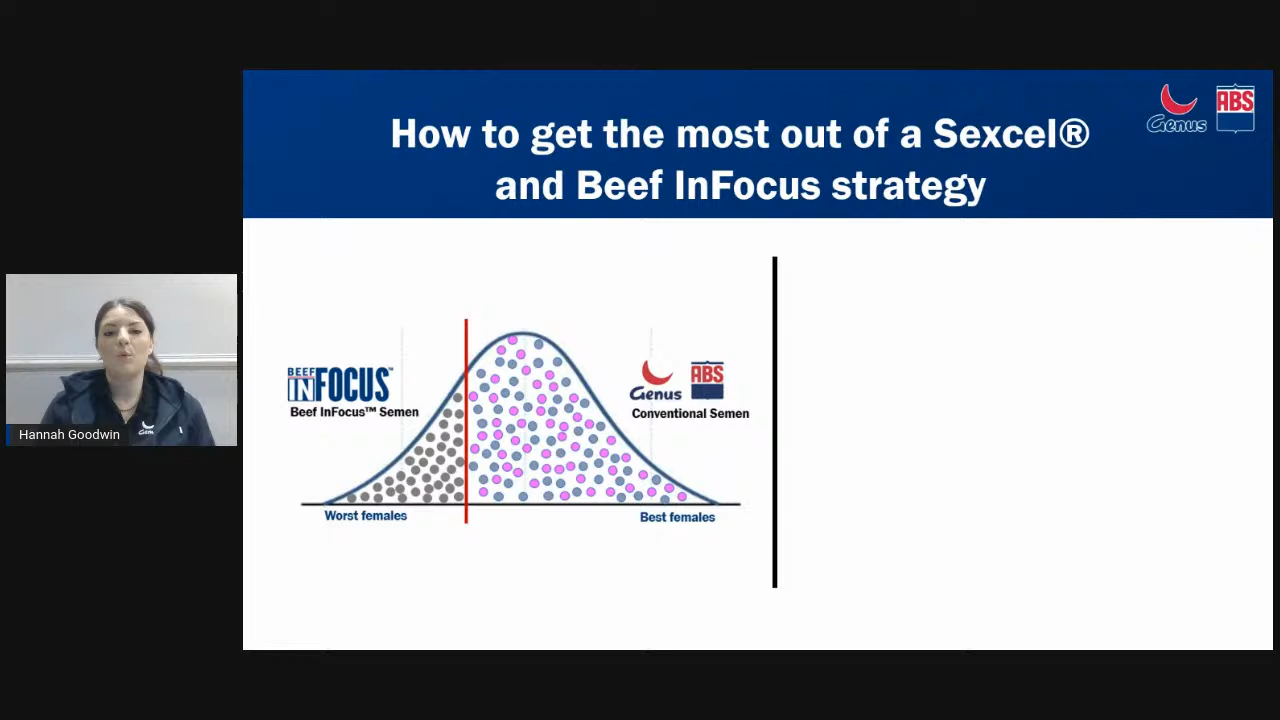 Genus
ABS
How to get the most out of a Sexcel®
and Beef InFocus strategy
BEEF
INFOCUS™
Beef InFocus™ Semen
Genus
ABS
Conventional Semen
Worst females
Best females
Hannah Goodwin